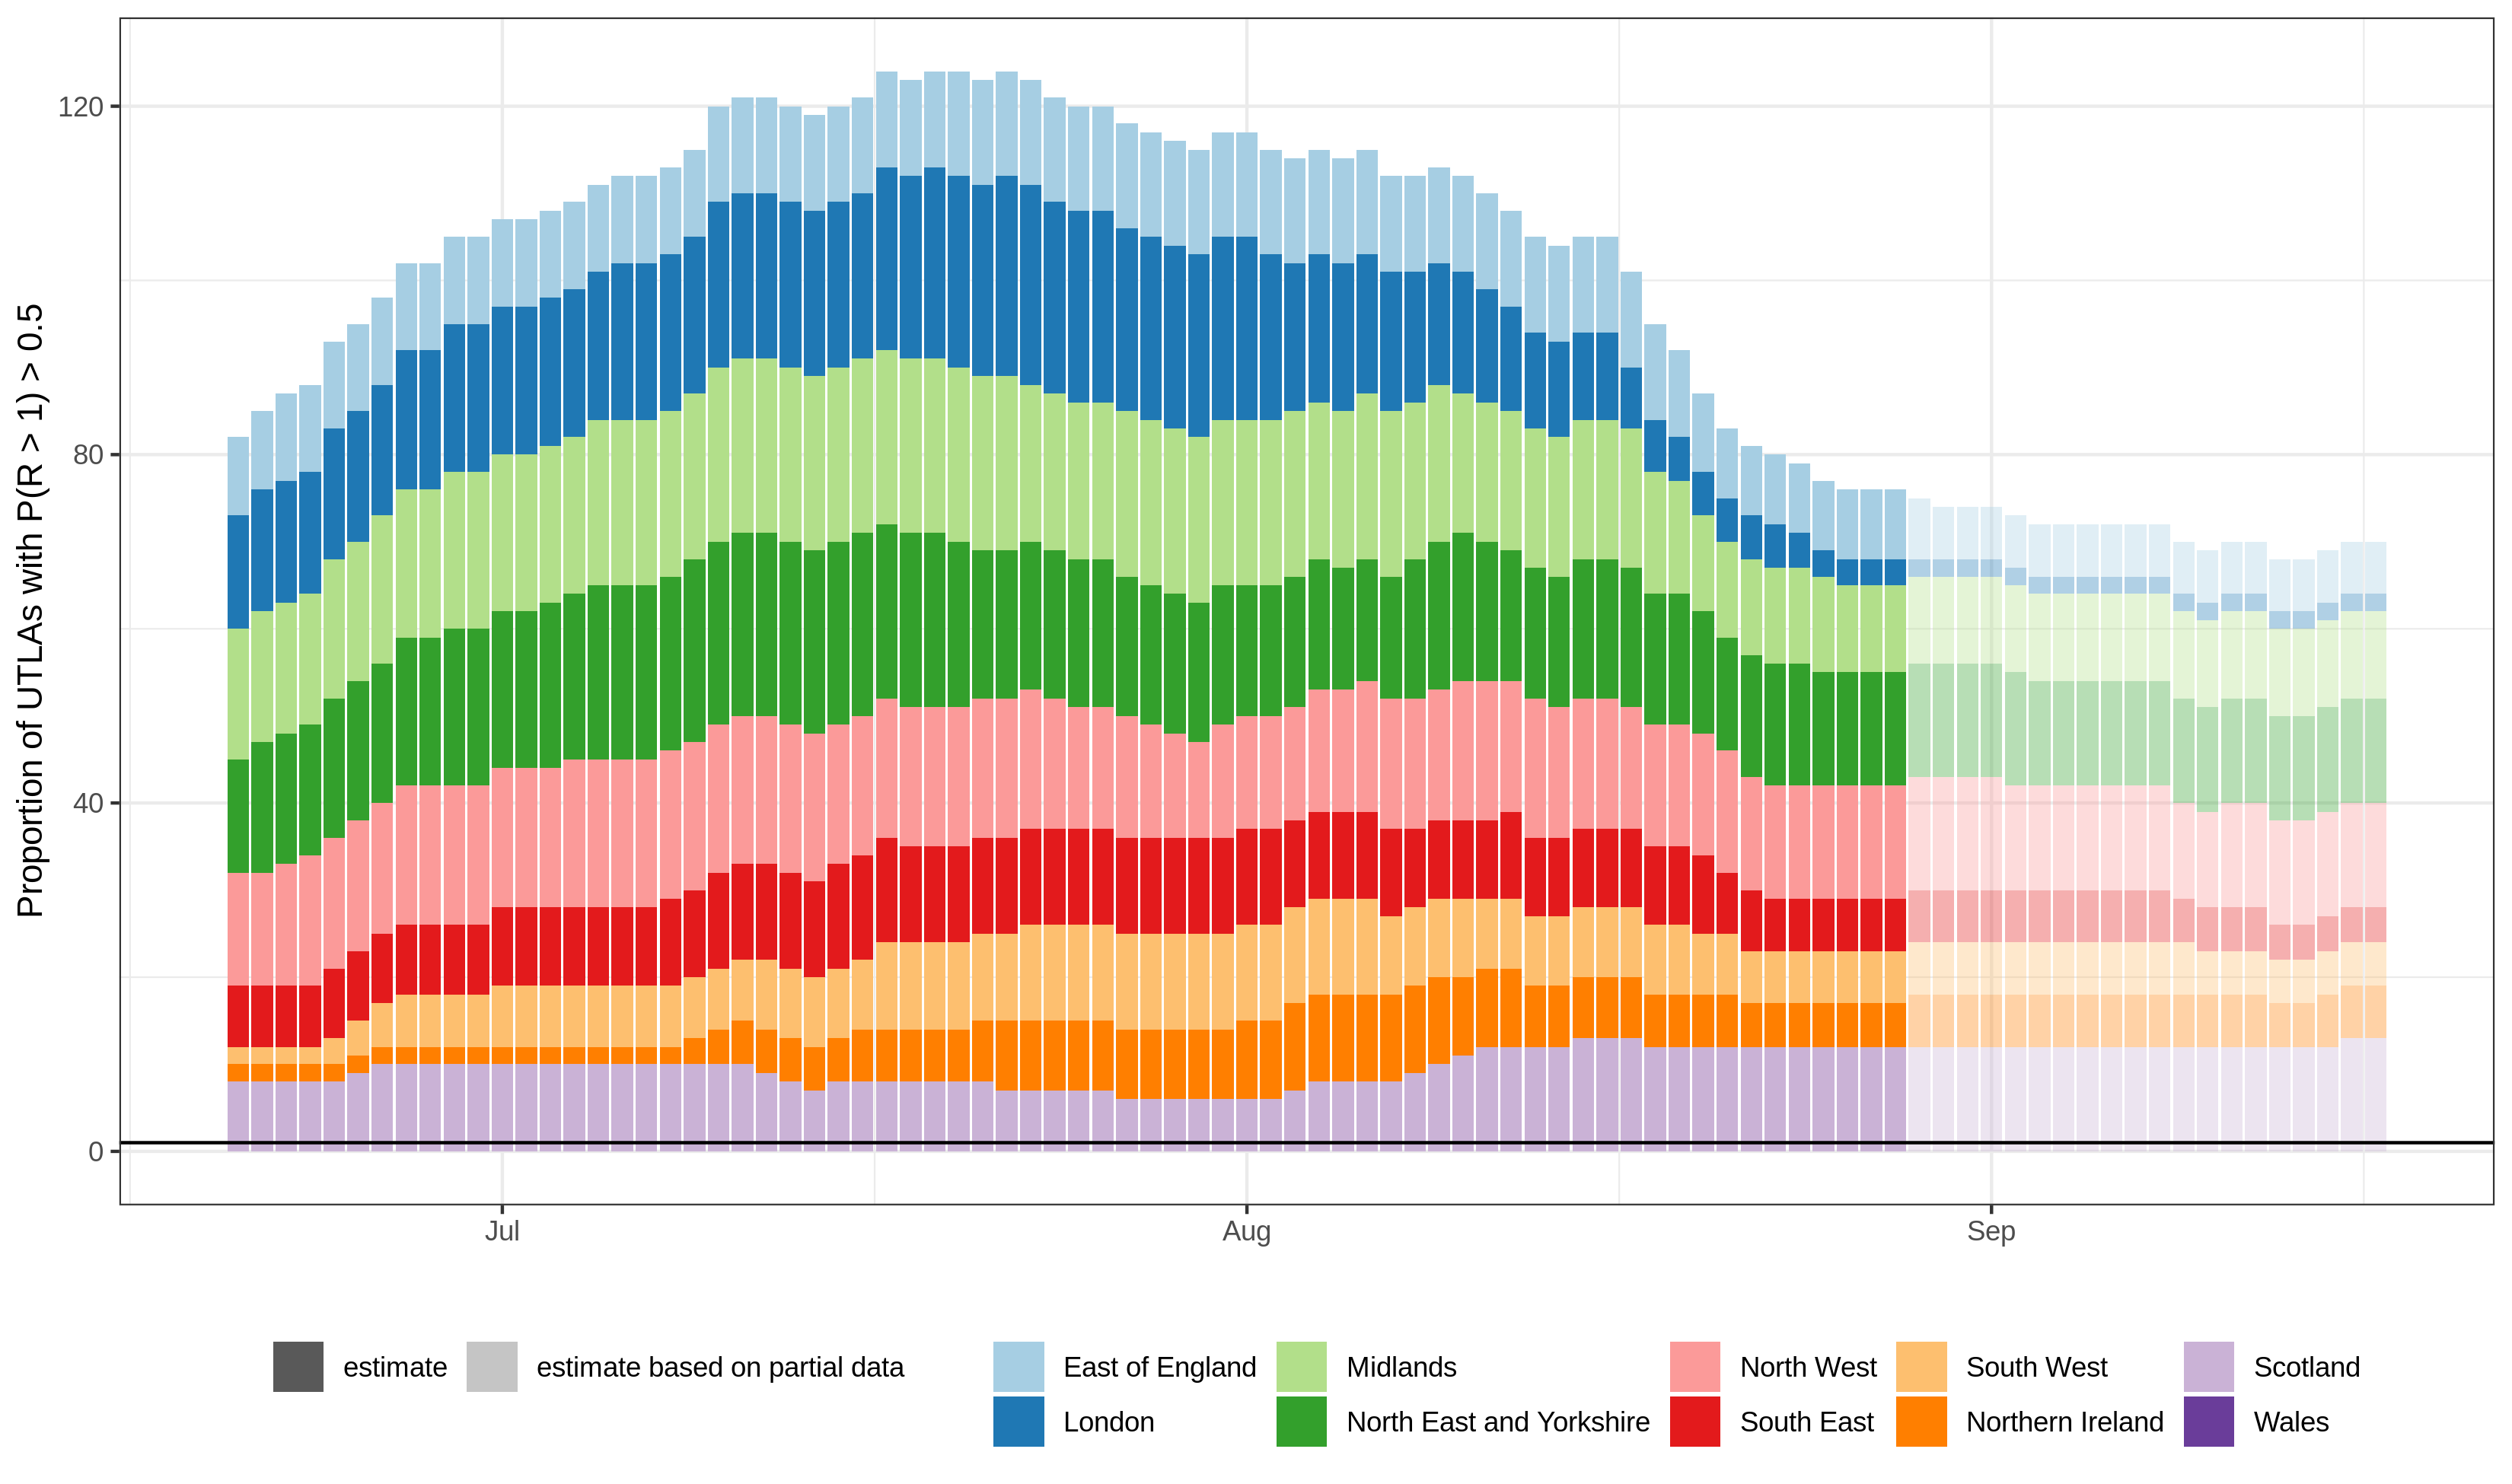 Proportion of UTLAs with P(R > 1) > 0.5
120
80
40
0
Jul Aug Sep
estimate estimate based on partial data East of England Midlands North West South West Scotland
London North East and Yorkshire South East Northern Ireland Wales